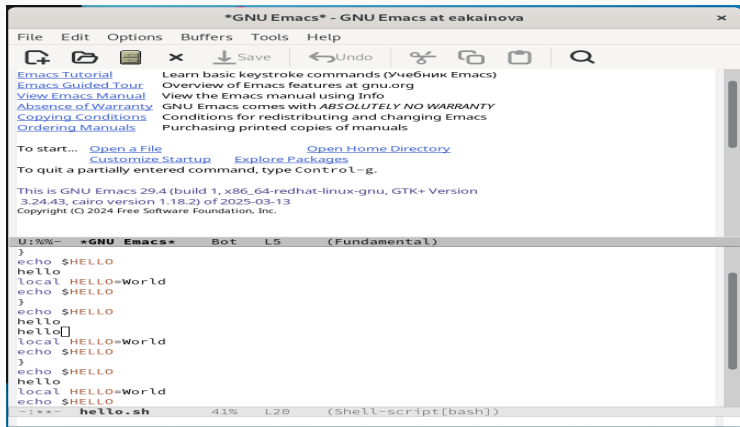 *GNU Emacs* - GNU Emacs at eakainova
File Edit Options Buffers Tools Help
Save Undo
Emacs Tutorial Learn basic keystroke commands (Учебник Emacs)
Emacs Guided Tour Overview of Emacs features at gnu.org
View Emacs Manual View the Emacs manual using Info
Absence of Warranty GNU Emacs comes with ABSOLUTELY NO WARRANTY
Copying Conditions Conditions for redistributing and changing Emacs
Ordering Manuals Purchasing printed copies of manuals
To start... Open a File Open Home Directory
Customize Startup Explore Packages
To quit a partially entered command, type Control-g.
This is GNU Emacs 29.4 (build 1, x86_64-redhat-linux-gnu, GTK+ Version
3.24.43, cairo version 1.18.2) of 2025-03-13
Copyright (C) 2024 Free Software Foundation, Inc.
U:%%- *GNU Emacs* Bot L5 (Fundamental)
}
echo $HELLO
hello
local HELLO=World
echo $HELLO
}
echo $HELLO
hello
hello
local HELLO=World
echo $HELLO
}
echo $HELLO
hello
local HELLO=World
echo $HELLO
-:**- hello.sh 41% L20 (Shell-script[bash])